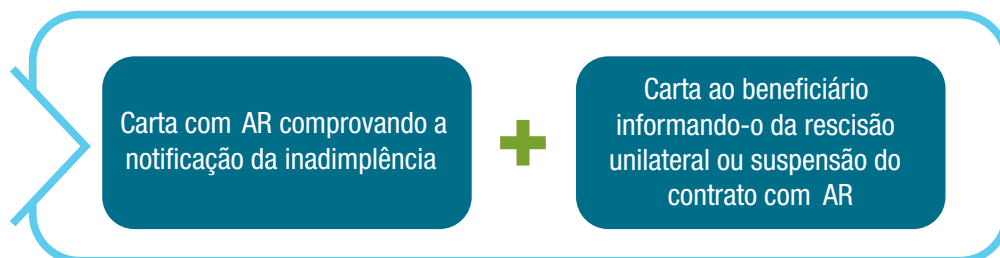 Carta com AR comprovando a
notificação da inadimplência
Carta ao beneficiário
informando-o da rescisão
unilateral ou suspensão do
contrato com AR